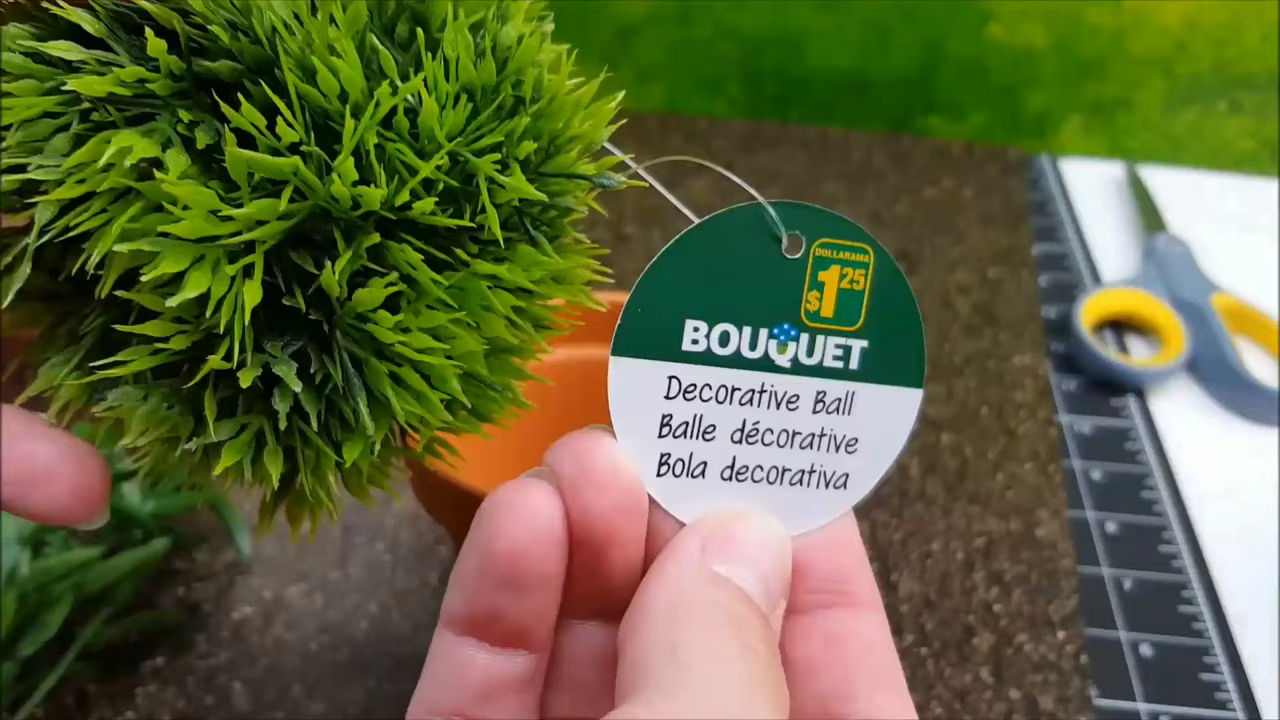 DOLLARAMA
$1 25
BOUQUET
Decorative Ball
Balle décorative
Bola decorativa